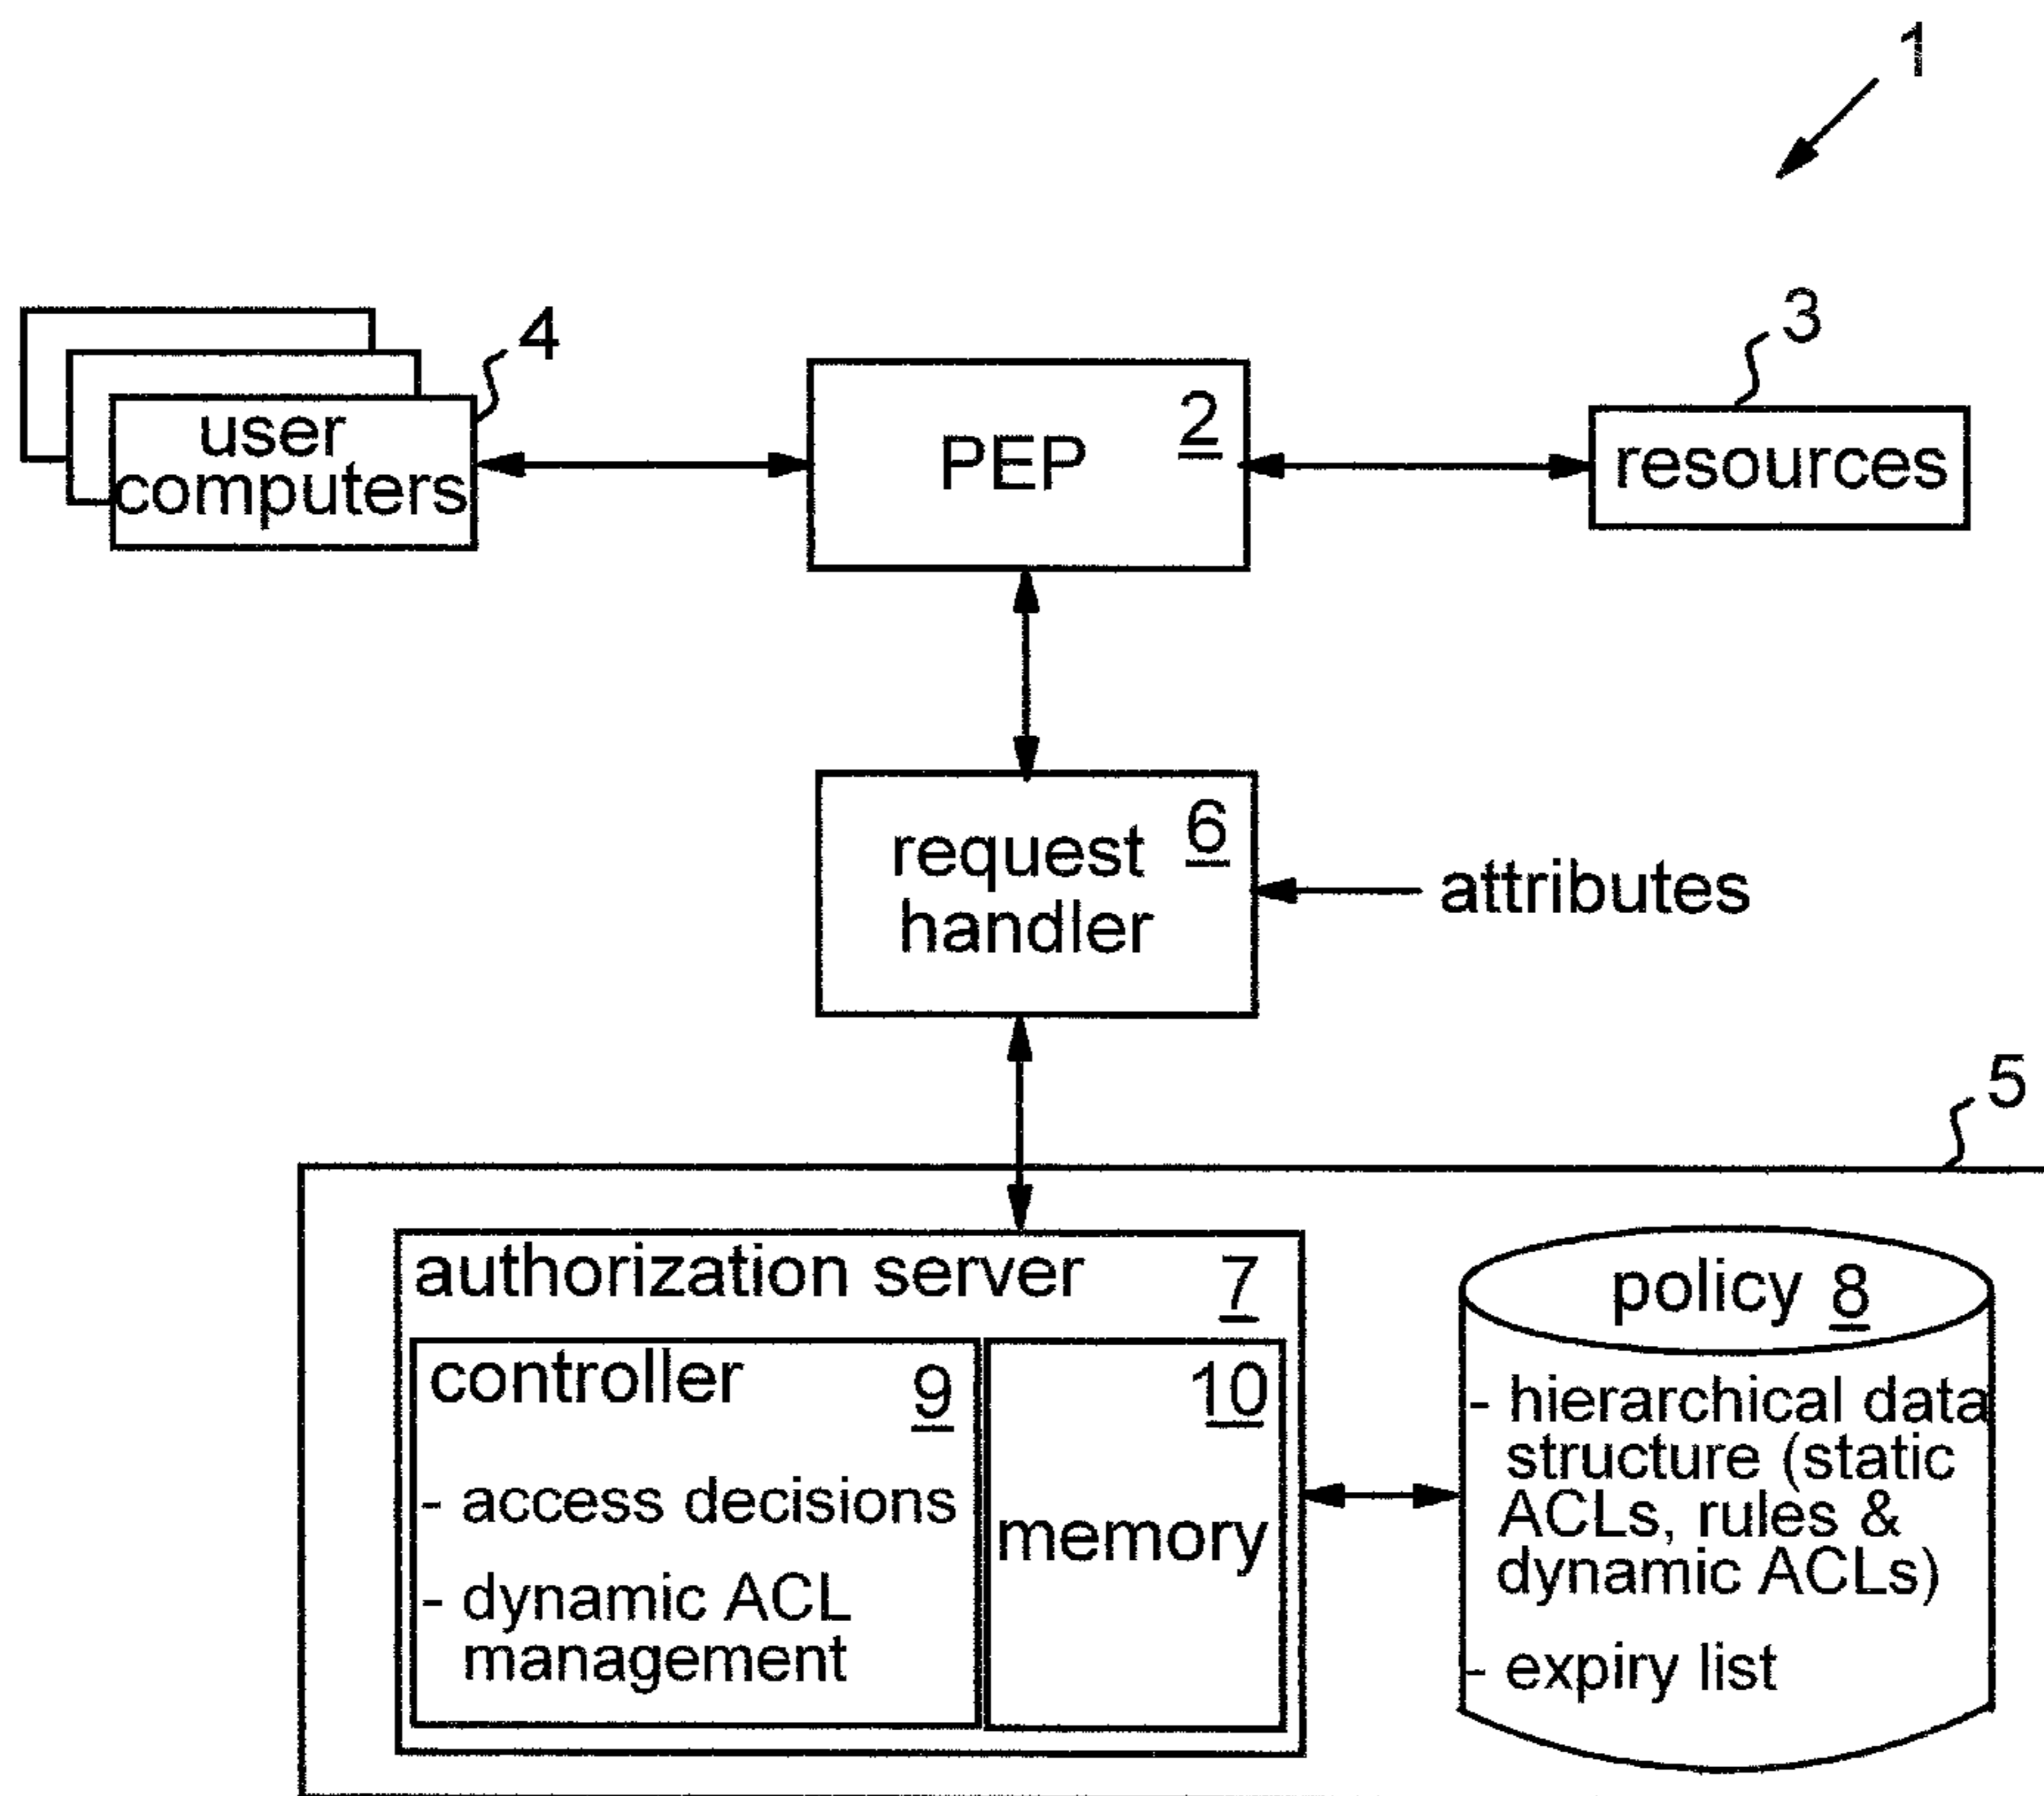 1
4
3
user
computers
PEP
2
resources
request
handler
6
attributes
5
authorization server
7
controller
9
- access decisions
- dynamic ACL
management
10
memory
policy 8
- hierarchical data
structure (static
ACLs, rules &
dynamic ACLs)
- expiry list